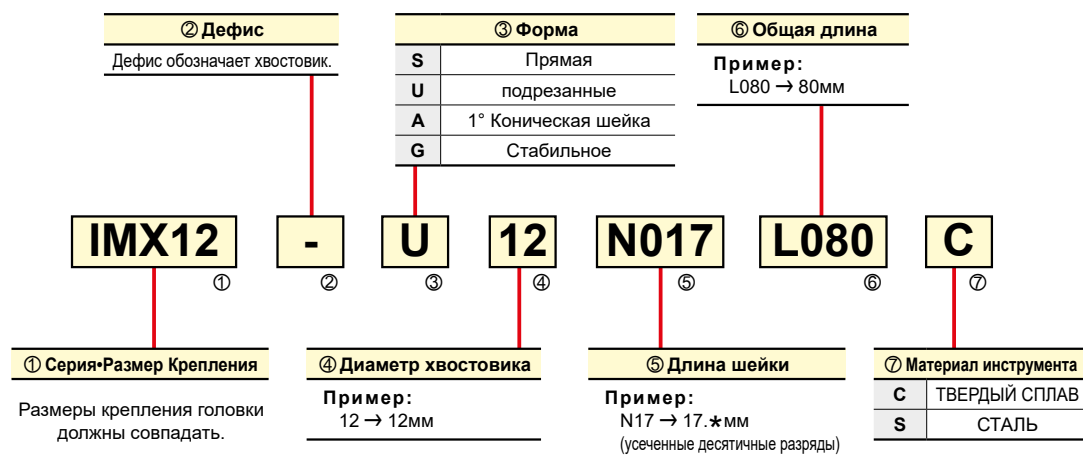 ② Дефис
Дефис обозначает хвостовик.
③ Форма
S Прямая
U подрезанные
A 1° Коническая шейка
G Стабильное
⑥ Общая длина
Пример:
L080 → 80мм
IMX12 - U 12 N017 L080 C
① ② ③ ④ ⑤ ⑥ ⑦
① Серия•Размер Крепления
Размеры крепления головки
должны совпадать.
④ Диаметр хвостовика
Пример:
12 → 12мм
⑤ Длина шейки
Пример:
N17 → 17.★мм
(усеченные десятичные разряды)
⑦ Материал инструмента
C ТВЕРДЫЙ СПЛАВ
S СТАЛЬ